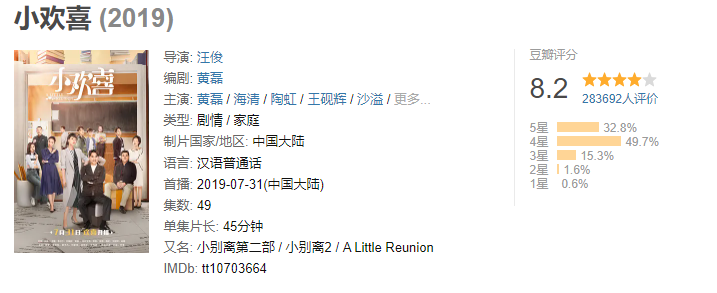 小欢喜 (2019)
小欢喜
导演: 汪俊
编剧: 黄磊
主演: 黄磊 / 海清 / 陶虹 / 王砚辉 / 沙溢 / 更多...
类型: 剧情 / 家庭
制片国家/地区: 中国大陆
语言: 汉语普通话
首播: 2019-07-31(中国大陆)
集数: 49
单集片长: 45分钟
又名: 小别离第二部 / 小别离2 / A Little Reunion
IMDb: tt10703664
豆瓣评分
8.2
283692人评价
5星 32.8%
4星 49.7%
3星 15.3%
2星 1.6%
1星 0.6%